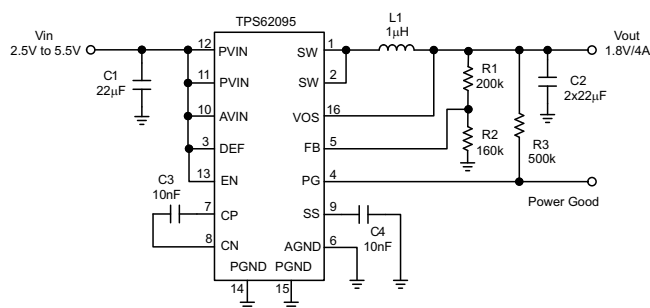 TPS62095
Vin
2.5V to 5.5V
C1
22μF
12
PVIN
11
PVIN
10
AVIN
3
DEF
13
EN
C3
10nF
7
CP
8
CN
PGND
14
PGND
15
SW
1
SW
2
VOS
16
FB
5
PG
4
SS
9
AGND
6
C4
10nF
L1
1μH
R1
200k
R2
160k
R3
500k
C2
2x22μF
Vout
1.8V/4A
Power Good